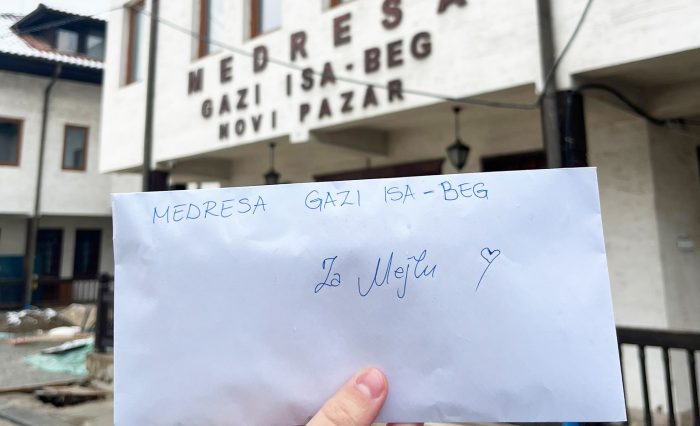 MEDRESA
GAZI ISA-BEG
NOVI PAZAR
MEDRESA GAZI ISA-BEG
Za Mejlu